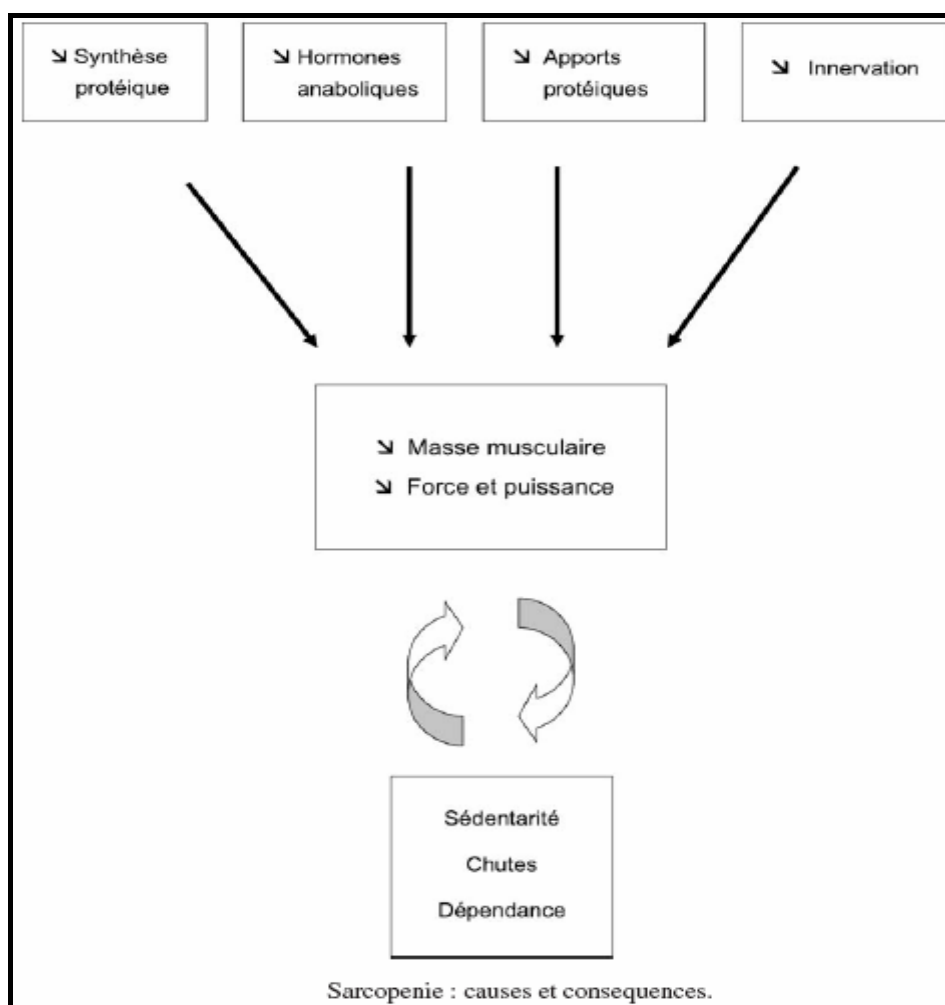 ↘ Synthèse
protéique
↘ Hormones
anaboliques
↘ Apports
protéiques
↘ Innervation
↘ Masse musculaire
↘ Force et puissance
Sédentarité
Chutes
Dépendance
Sarcopenie : causes et consequences.